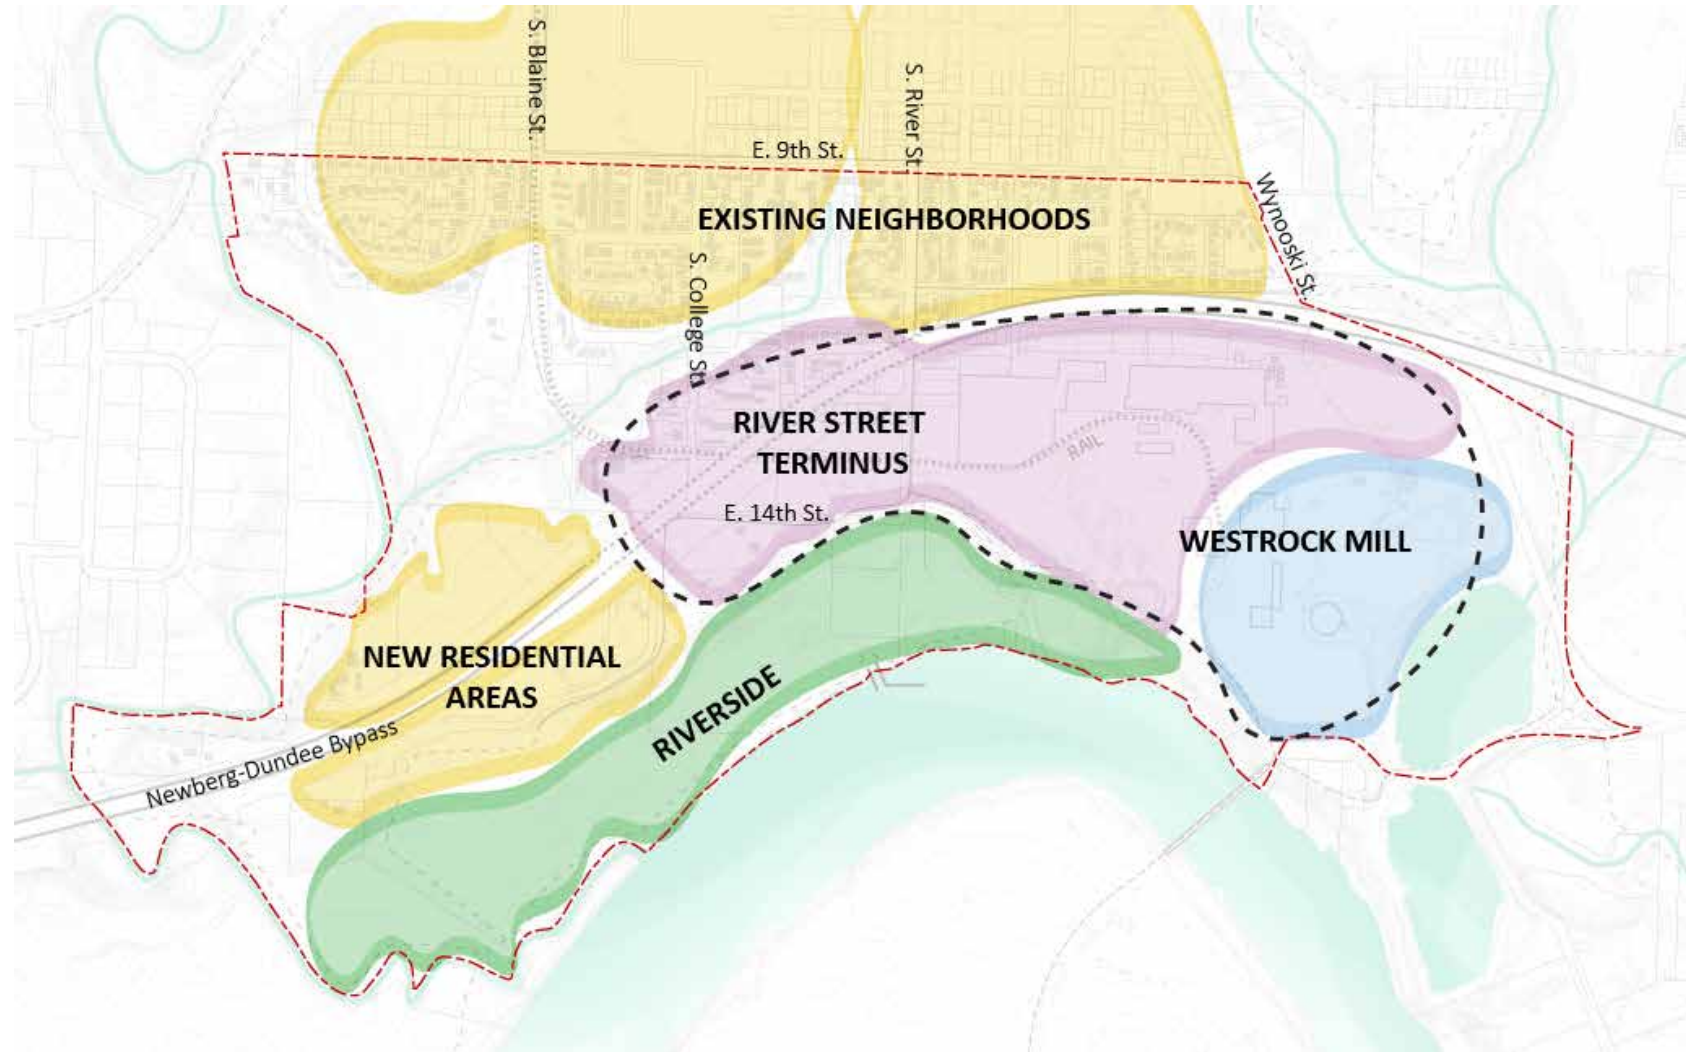 S. Blaine St.
S. River St.
E. 9th St.
Wynooski St.
EXISTING NEIGHBORHOODS
S. College St.
RIVER STREET
TERMINUS
RAIL
E. 14th St.
WESTROCK MILL
NEW RESIDENTIAL
AREAS
RIVERSIDE
Newberg-Dundee Bypass